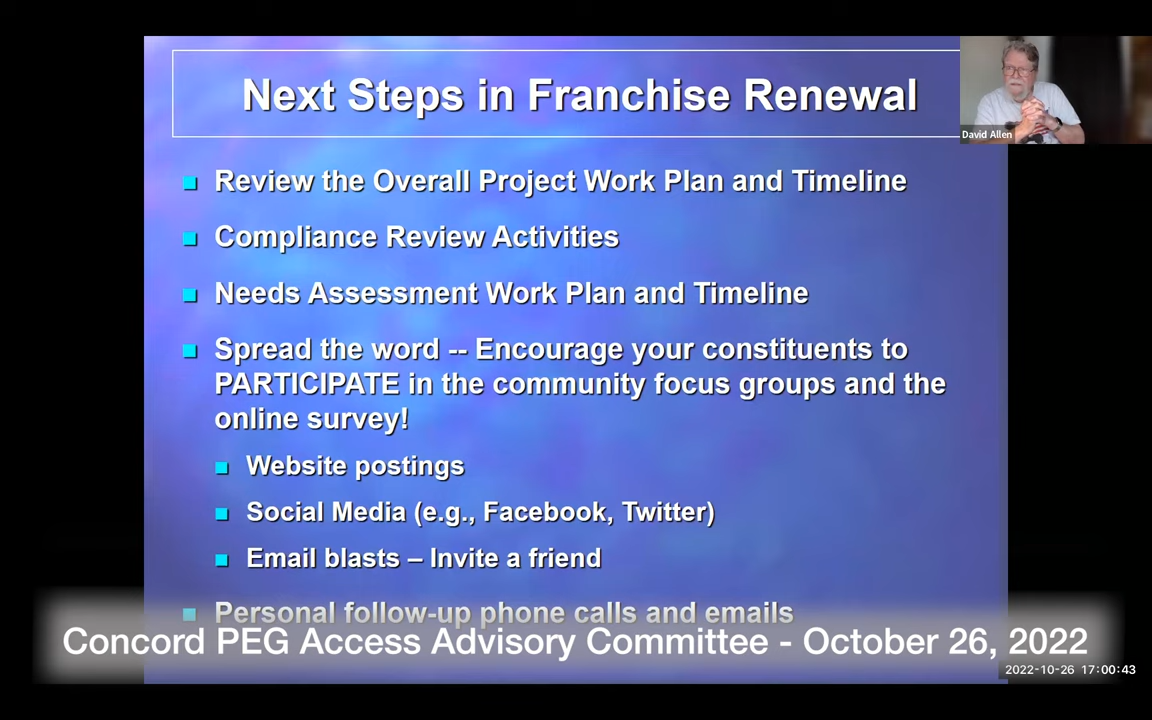 Next Steps in Franchise Renewal
David Allen
Review the Overall Project Work Plan and Timeline
Compliance Review Activities
Needs Assessment Work Plan and Timeline
Spread the word -- Encourage your constituents to
PARTICIPATE in the community focus groups and the
online survey!
Website postings
Social Media (e.g., Facebook, Twitter)
Email blasts – Invite a friend
Personal follow-up phone calls and emails
Concord PEG Access Advisory Committee - October 26, 2022
2022-10-26 17:00:43